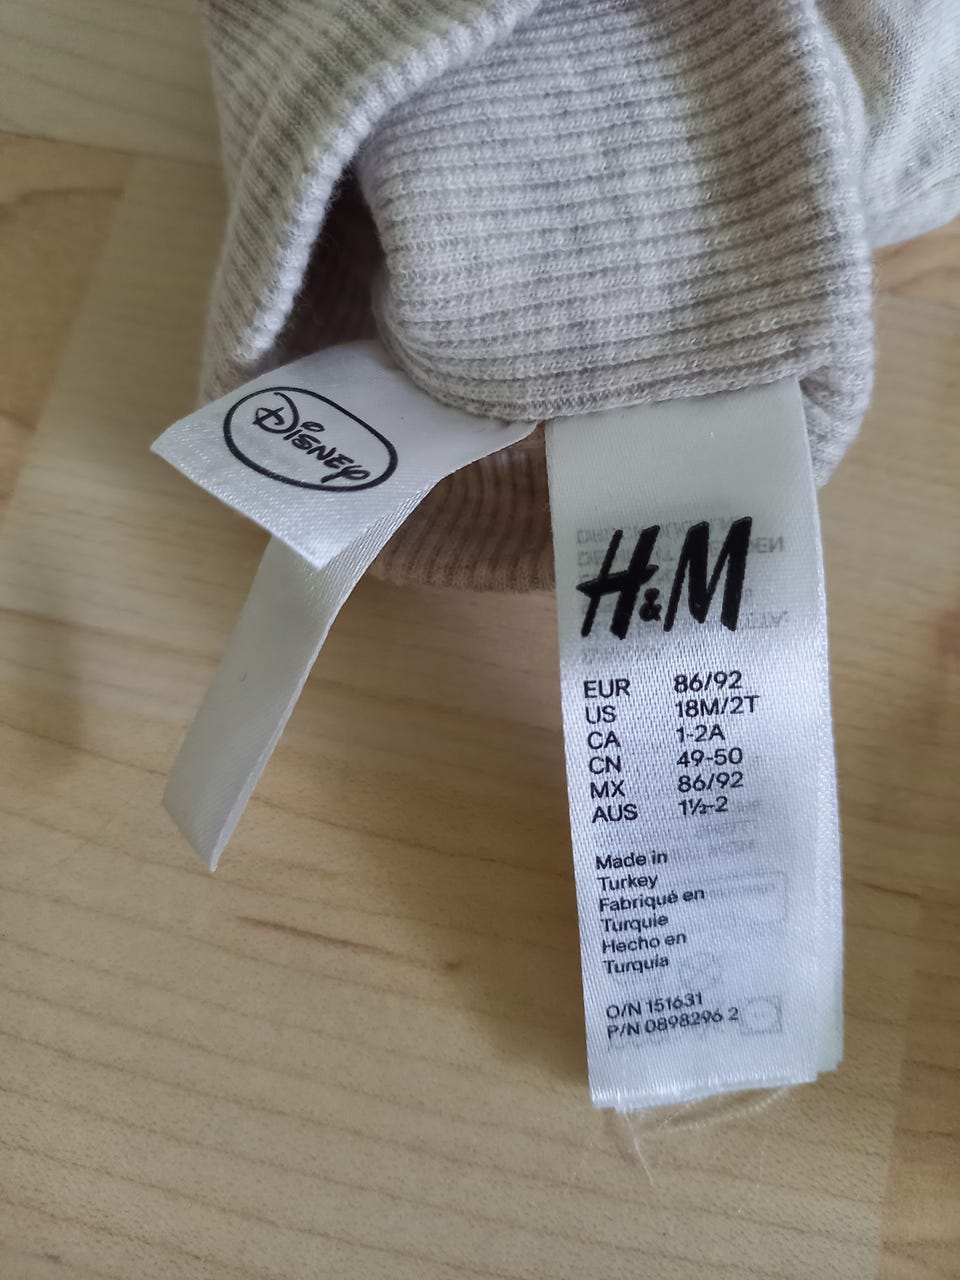 Disney
H&M
EUR 86/92
US 18M/2T
CA 1-2A
CN 49-50
MX 86/92
AUS 1½-2
Made in
Turkey
Fabriqué en
Turquie
Hecho en
Turquia
O/N 151631
P/N 0898296 2